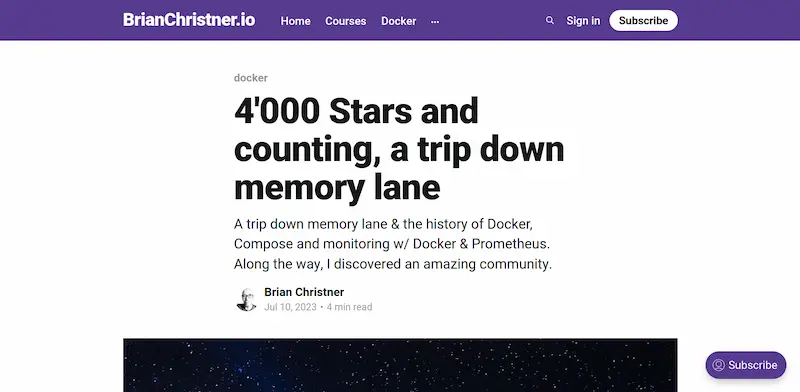 BrianChristner.io Home Courses Docker ... Sign in Subscribe
docker
4'000 Stars and
counting, a trip down
memory lane
A trip down memory lane & the history of Docker,
Compose and monitoring w/ Docker & Prometheus.
Along the way, I discovered an amazing community.
Brian Christner
Jul 10, 2023 • 4 min read
Subscribe